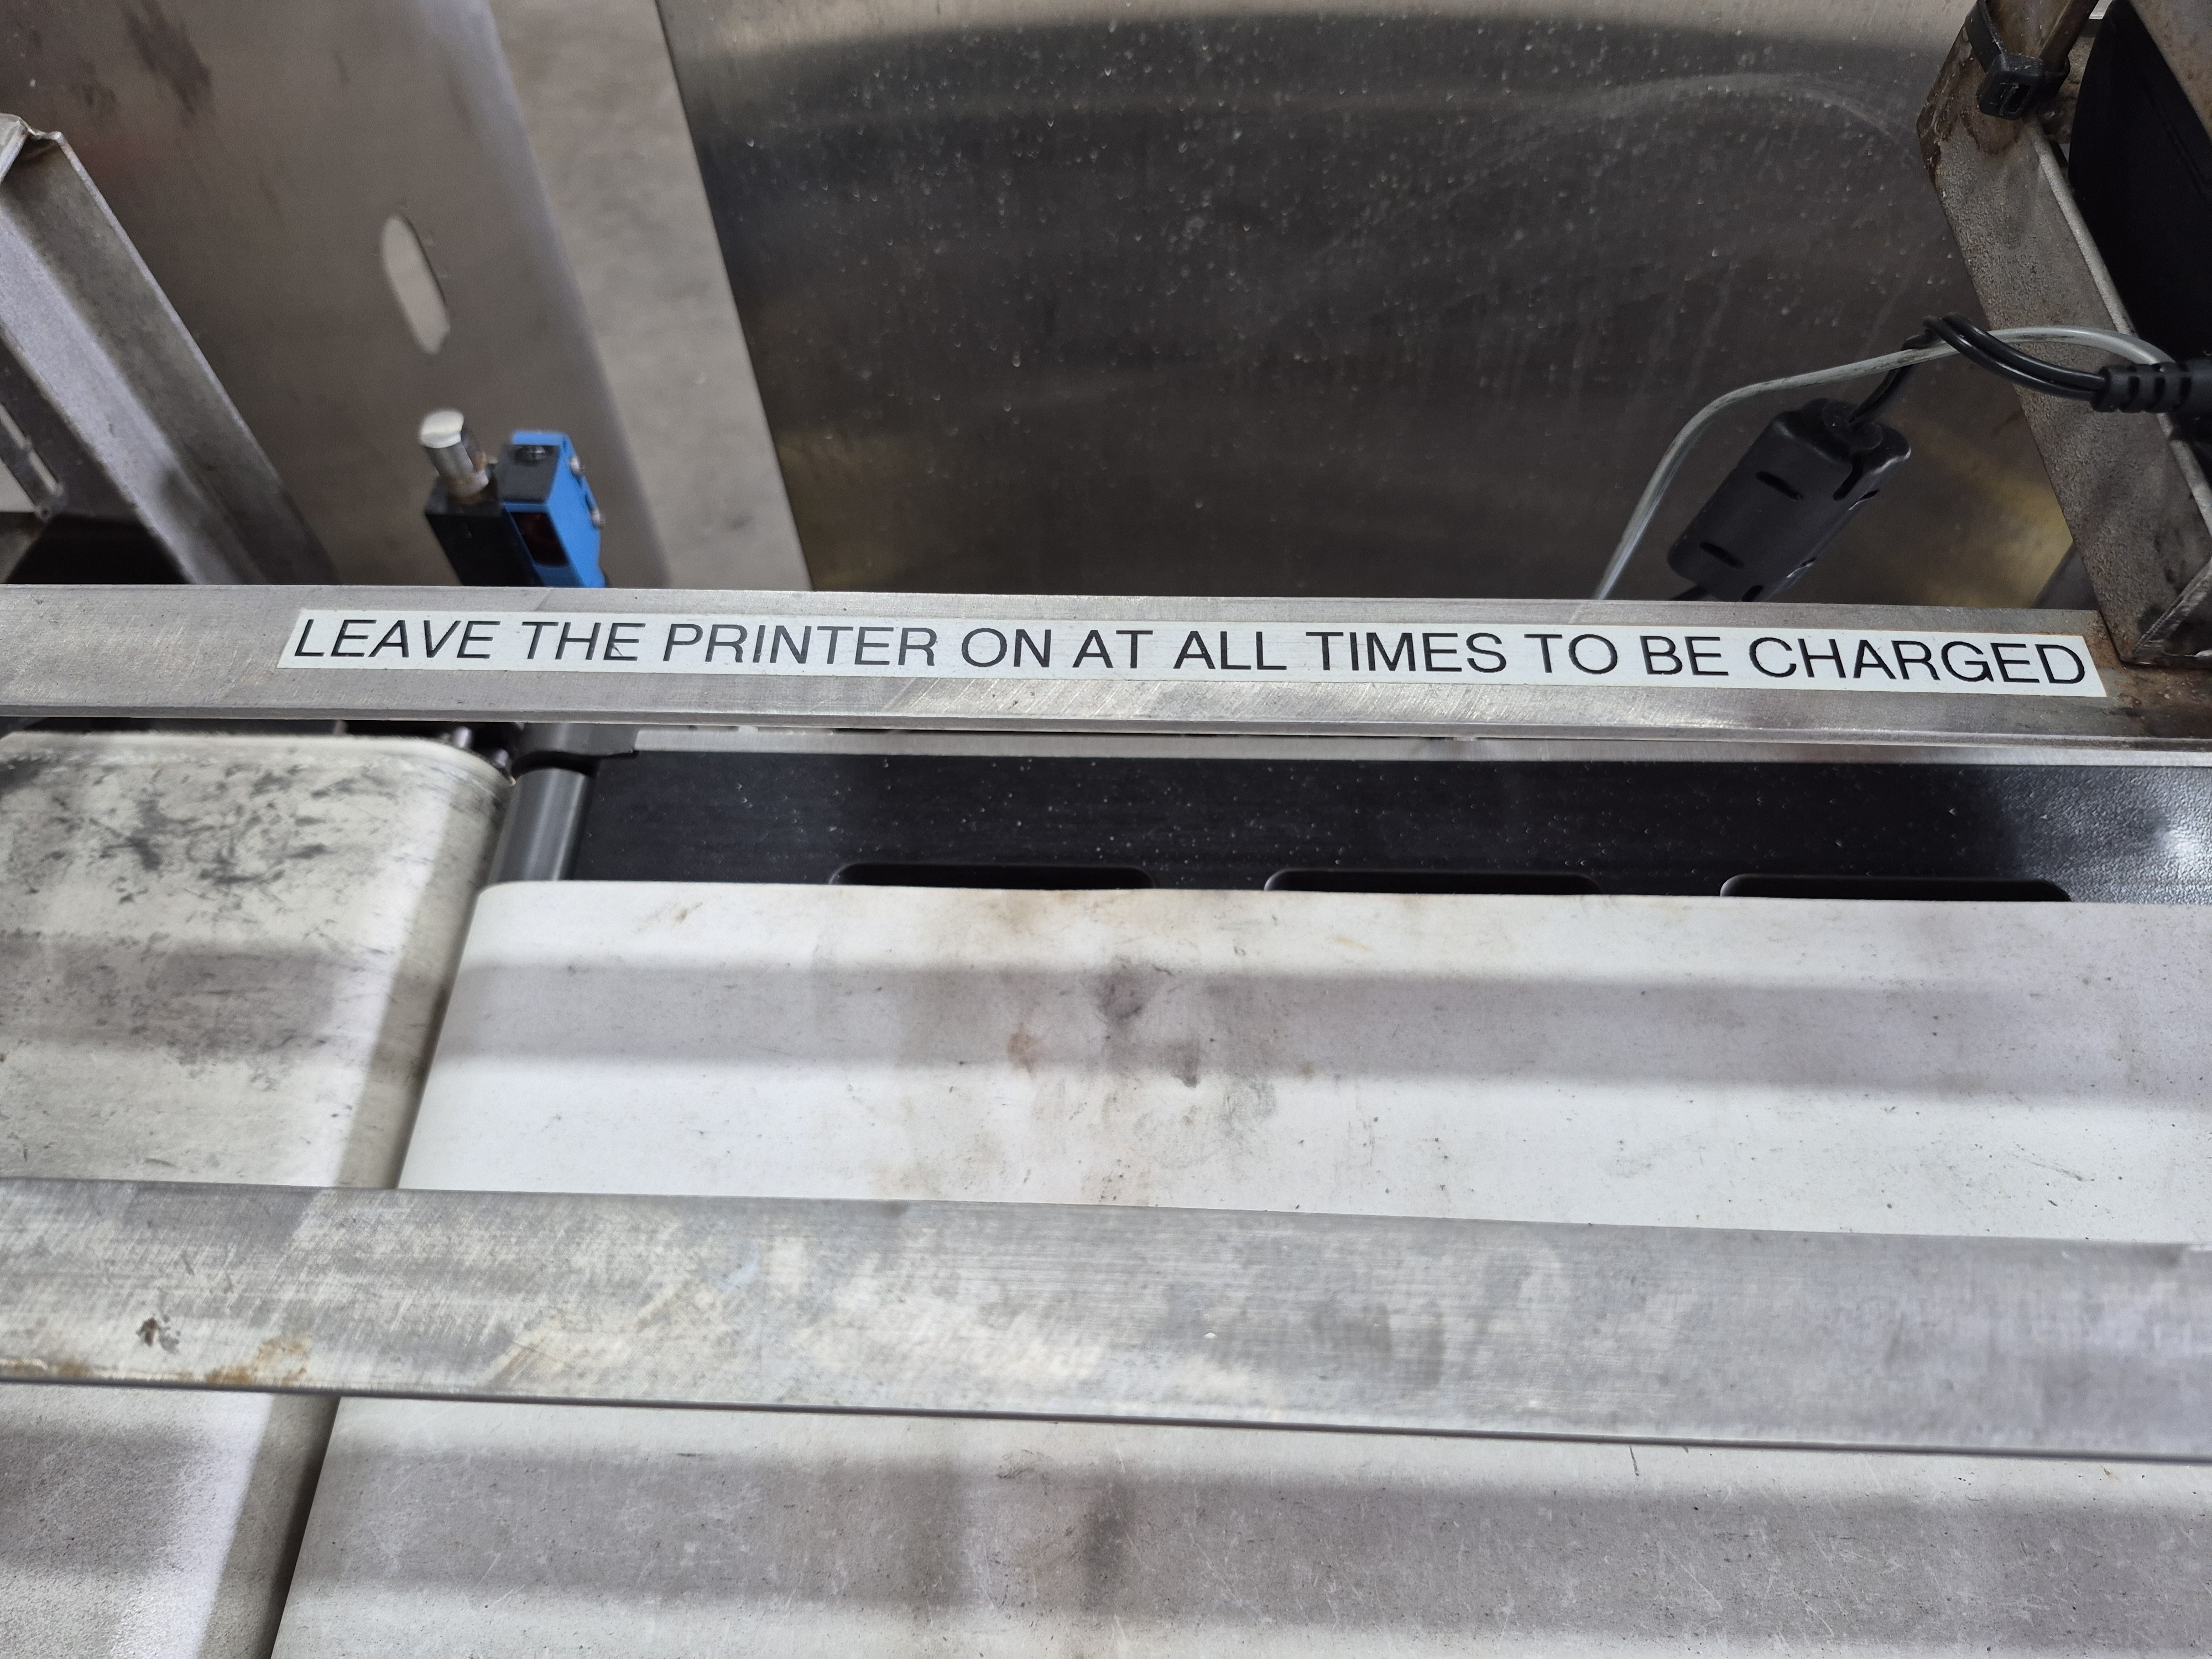 LEAVE THE PRINTER ON AT ALL TIMES TO BE CHARGED